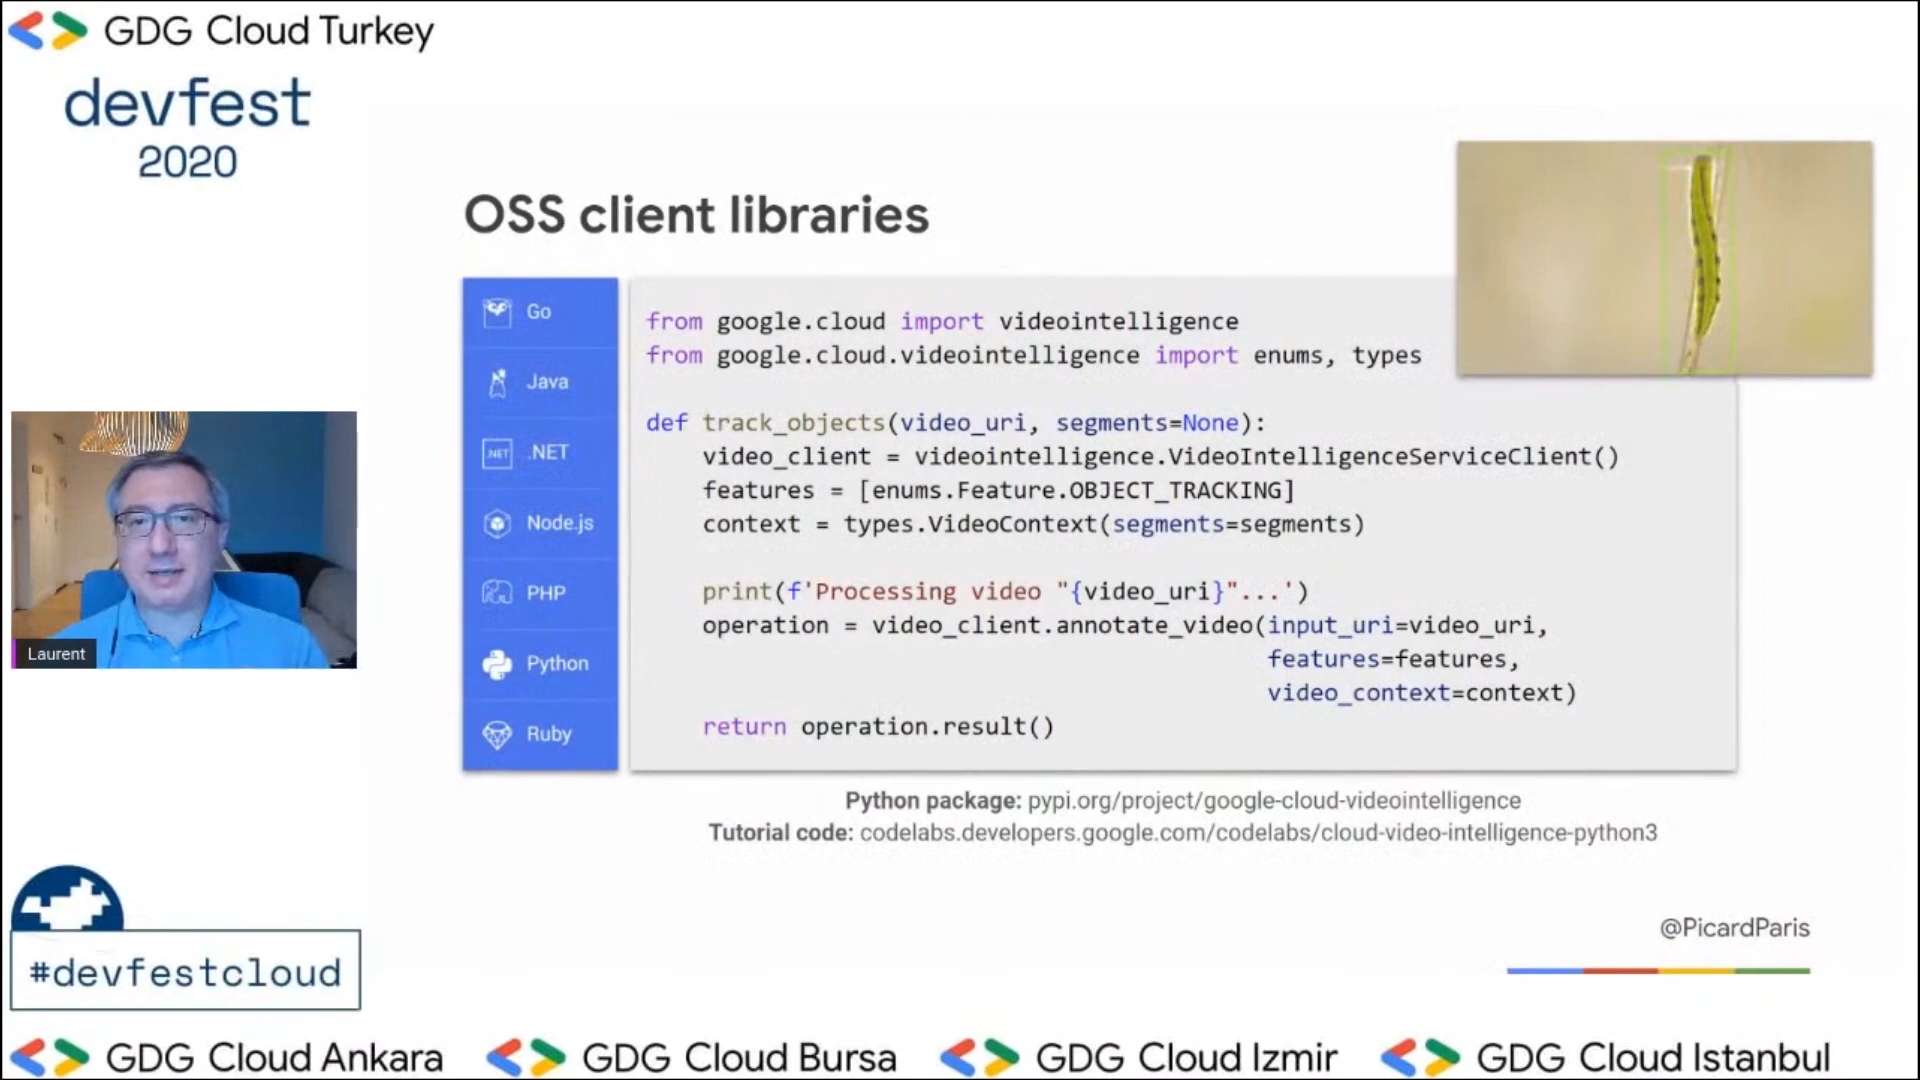 GDG Cloud Turkey
devfest
2020
OSS client libraries
Go
Java
.NET
.NET
Node.js
PHP
Python
Ruby
from google.cloud import videointelligence
from google.cloud.videointelligence import enums, types
def track_objects(video_uri, segments=None):
video_client = videointelligence.VideoIntelligenceServiceClient()
features = [enums.Feature.OBJECT_TRACKING]
context = types.VideoContext(segments=segments)
print(f'Processing video "{video_uri}"...')
operation = video_client.annotate_video(input_uri=video_uri,
features=features,
video_context=context)
return operation.result()
Python package: pypi.org/project/google-cloud-videointelligence
Tutorial code: codelabs.developers.google.com/codelabs/cloud-video-intelligence-python3
Laurent
@PicardParis
#devfestcloud
GDG Cloud Ankara
GDG Cloud Bursa
GDG Cloud Izmir
GDG Cloud Istanbul